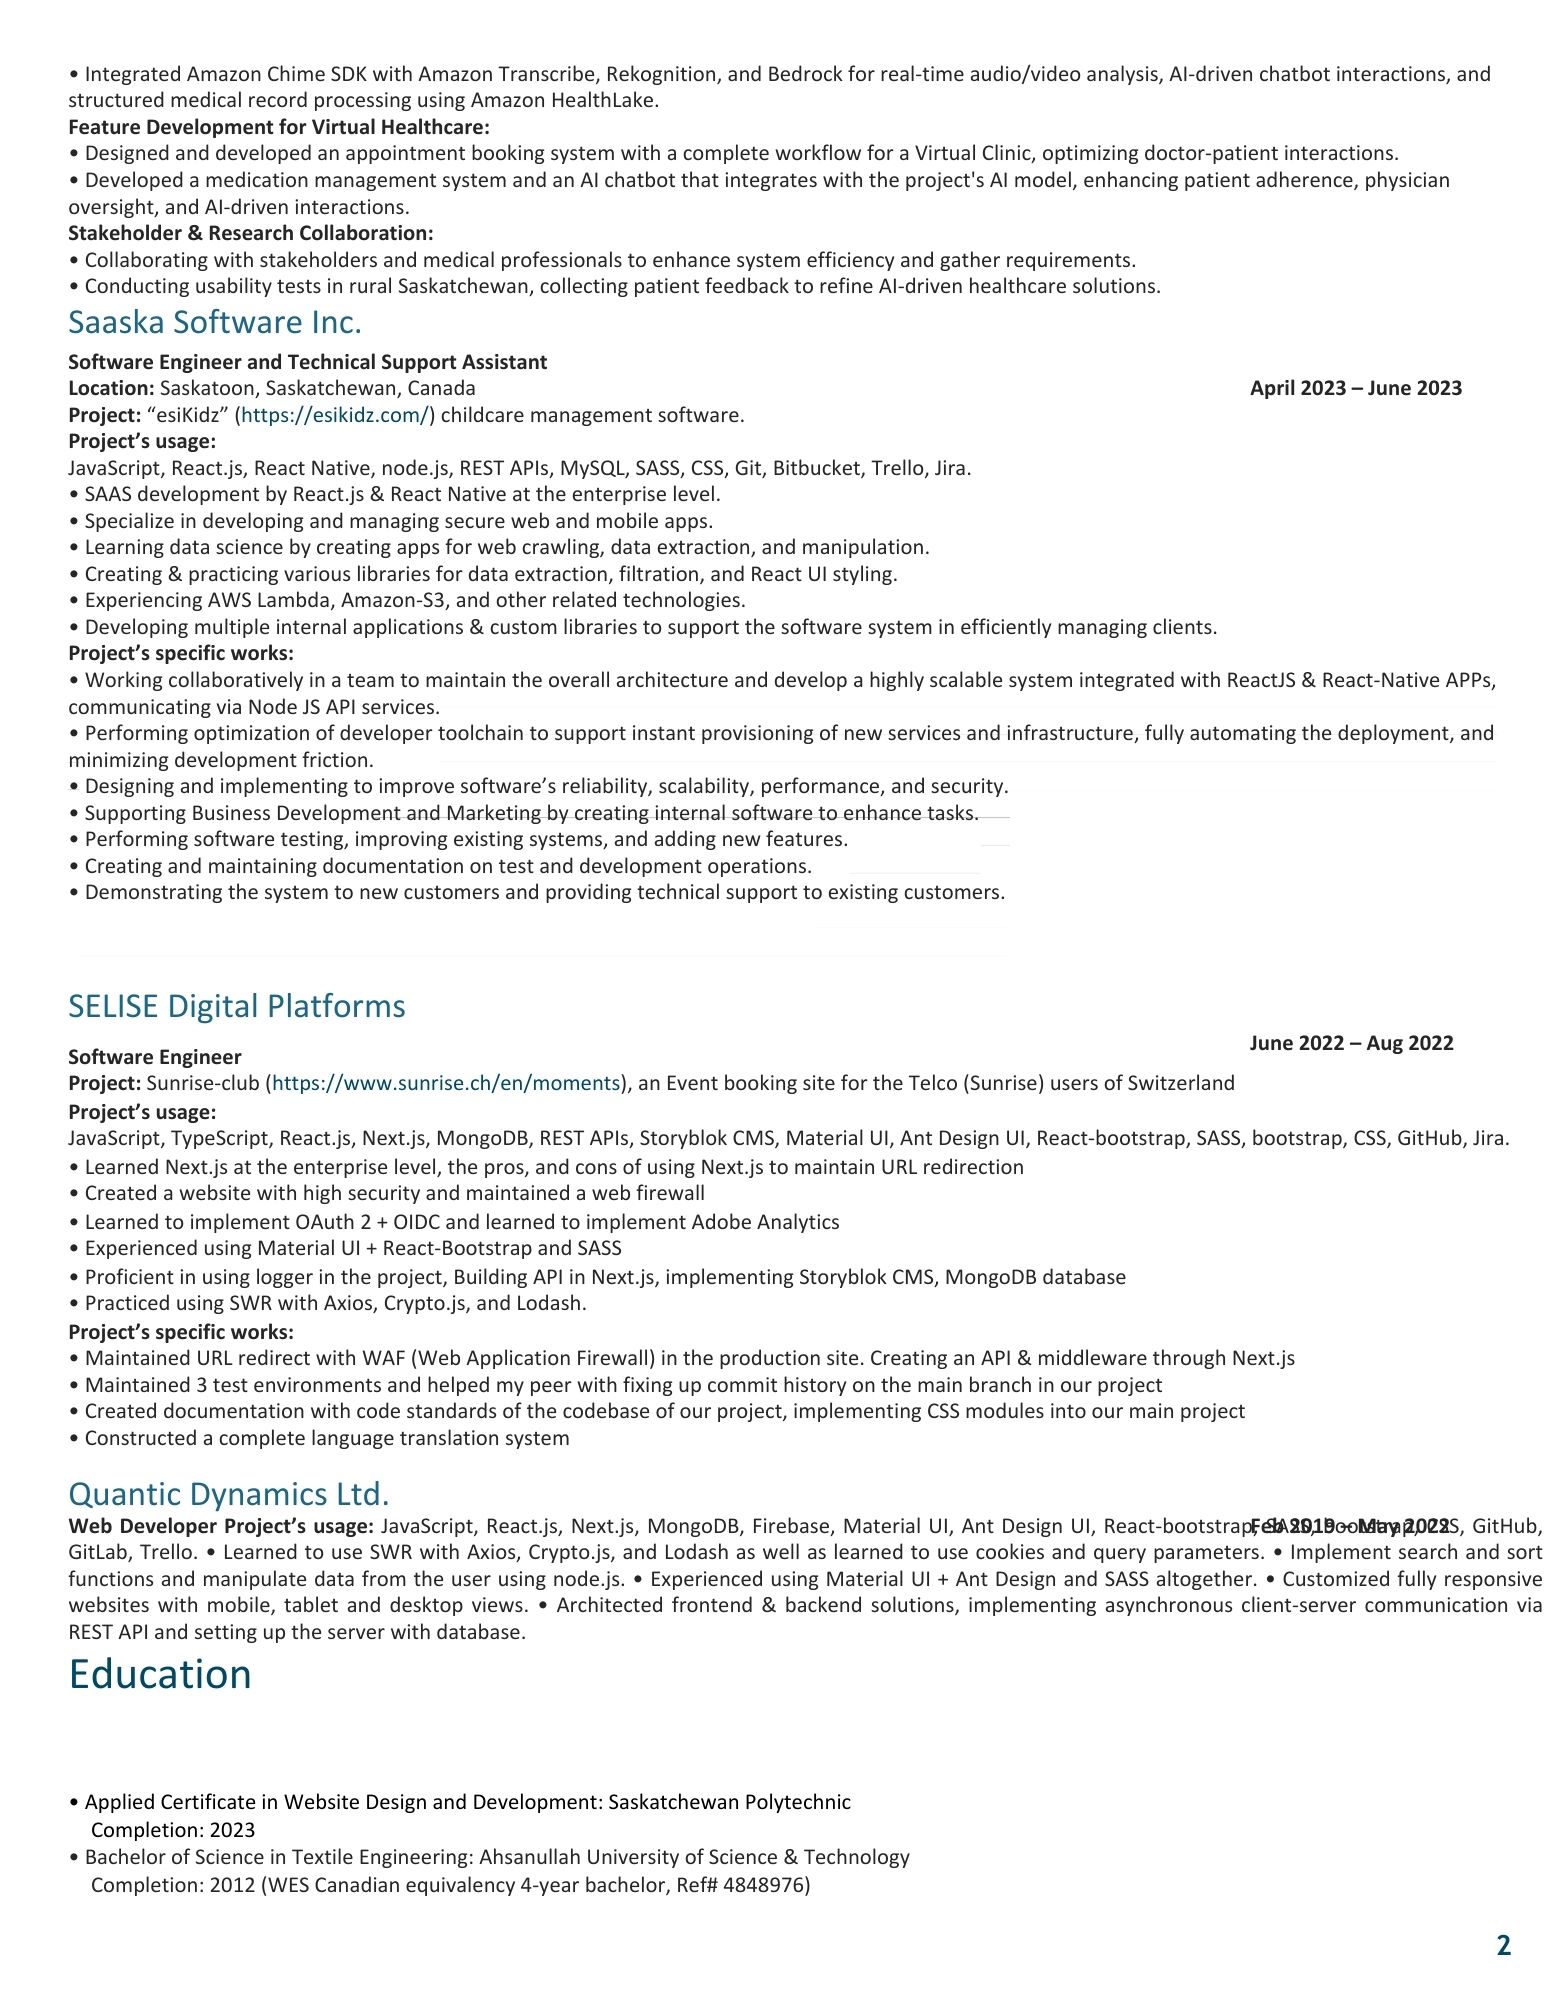 • Integrated Amazon Chime SDK with Amazon Transcribe, Rekognition, and Bedrock for real-time audio/video analysis, AI-driven chatbot interactions, and
structured medical record processing using Amazon HealthLake.
Feature Development for Virtual Healthcare:
• Designed and developed an appointment booking system with a complete workflow for a Virtual Clinic, optimizing doctor-patient interactions.
• Developed a medication management system and an AI chatbot that integrates with the project's AI model, enhancing patient adherence, physician
oversight, and AI-driven interactions.
Stakeholder & Research Collaboration:
• Collaborating with stakeholders and medical professionals to enhance system efficiency and gather requirements.
• Conducting usability tests in rural Saskatchewan, collecting patient feedback to refine AI-driven healthcare solutions.
Saaska Software Inc.
Software Engineer and Technical Support Assistant
Location: Saskatoon, Saskatchewan, Canada April 2023 – June 2023
Project: “esiKidz” (https://esikidz.com/) childcare management software.
Project’s usage:
JavaScript, React.js, React Native, node.js, REST APIs, MySQL, SASS, CSS, Git, Bitbucket, Trello, Jira.
• SAAS development by React.js & React Native at the enterprise level.
• Specialize in developing and managing secure web and mobile apps.
• Learning data science by creating apps for web crawling, data extraction, and manipulation.
• Creating & practicing various libraries for data extraction, filtration, and React UI styling.
• Experiencing AWS Lambda, Amazon-S3, and other related technologies.
• Developing multiple internal applications & custom libraries to support the software system in efficiently managing clients.
Project’s specific works:
• Working collaboratively in a team to maintain the overall architecture and develop a highly scalable system integrated with ReactJS & React-Native APPs,
communicating via Node JS API services.
• Performing optimization of developer toolchain to support instant provisioning of new services and infrastructure, fully automating the deployment, and
minimizing development friction.
• Designing and implementing to improve software’s reliability, scalability, performance, and security.
• Supporting Business Development and Marketing by creating internal software to enhance tasks.
• Performing software testing, improving existing systems, and adding new features.
• Creating and maintaining documentation on test and development operations.
• Demonstrating the system to new customers and providing technical support to existing customers.
SELISE Digital Platforms
June 2022 – Aug 2022
Software Engineer
Project: Sunrise-club (https://www.sunrise.ch/en/moments), an Event booking site for the Telco (Sunrise) users of Switzerland
Project’s usage:
JavaScript, TypeScript, React.js, Next.js, MongoDB, REST APIs, Storyblok CMS, Material UI, Ant Design UI, React-bootstrap, SASS, bootstrap, CSS, GitHub, Jira.
• Learned Next.js at the enterprise level, the pros, and cons of using Next.js to maintain URL redirection
• Created a website with high security and maintained a web firewall
• Learned to implement OAuth 2 + OIDC and learned to implement Adobe Analytics
• Experienced using Material UI + React-Bootstrap and SASS
• Proficient in using logger in the project, Building API in Next.js, implementing Storyblok CMS, MongoDB database
• Practiced using SWR with Axios, Crypto.js, and Lodash.
Project’s specific works:
• Maintained URL redirect with WAF (Web Application Firewall) in the production site. Creating an API & middleware through Next.js
• Maintained 3 test environments and helped my peer with fixing up commit history on the main branch in our project
• Created documentation with code standards of the codebase of our project, implementing CSS modules into our main project
• Constructed a complete language translation system
Quantic Dynamics Ltd.
Feb 2019 – May 2022
Web Developer Project’s usage: JavaScript, React.js, Next.js, MongoDB, Firebase, Material UI, Ant Design UI, React-bootstrap, SASS, bootstrap, CSS, GitHub,
GitLab, Trello. • Learned to use SWR with Axios, Crypto.js, and Lodash as well as learned to use cookies and query parameters. • Implement search and sort
functions and manipulate data from the user using node.js. • Experienced using Material UI + Ant Design and SASS altogether. • Customized fully responsive
websites with mobile, tablet and desktop views. • Architected frontend & backend solutions, implementing asynchronous client-server communication via
REST API and setting up the server with database.
Education
• Applied Certificate in Website Design and Development: Saskatchewan Polytechnic
Completion: 2023
• Bachelor of Science in Textile Engineering: Ahsanullah University of Science & Technology
Completion: 2012 (WES Canadian equivalency 4-year bachelor, Ref# 4848976)
2